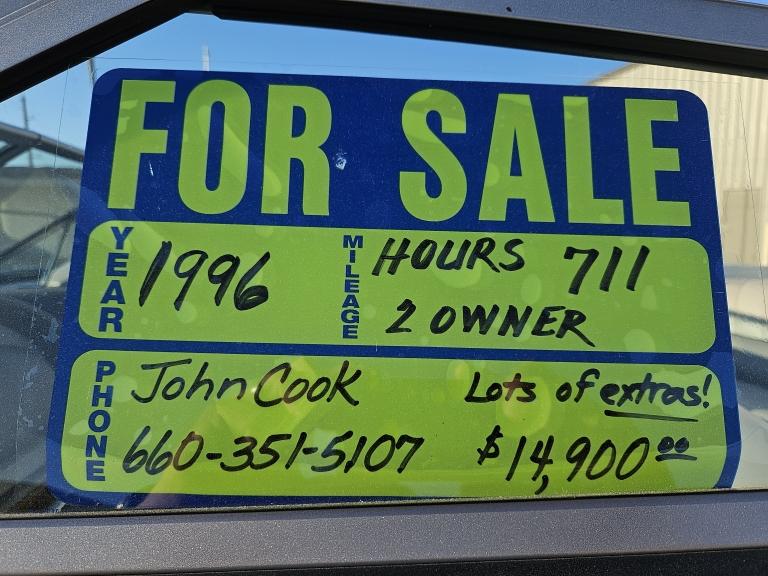 FOR SALE
YEAR 1996 MILEAGE HOURS 711
2 OWNER
PHONE John Cook Lots of extras!
660-351-5107 $14,900.00